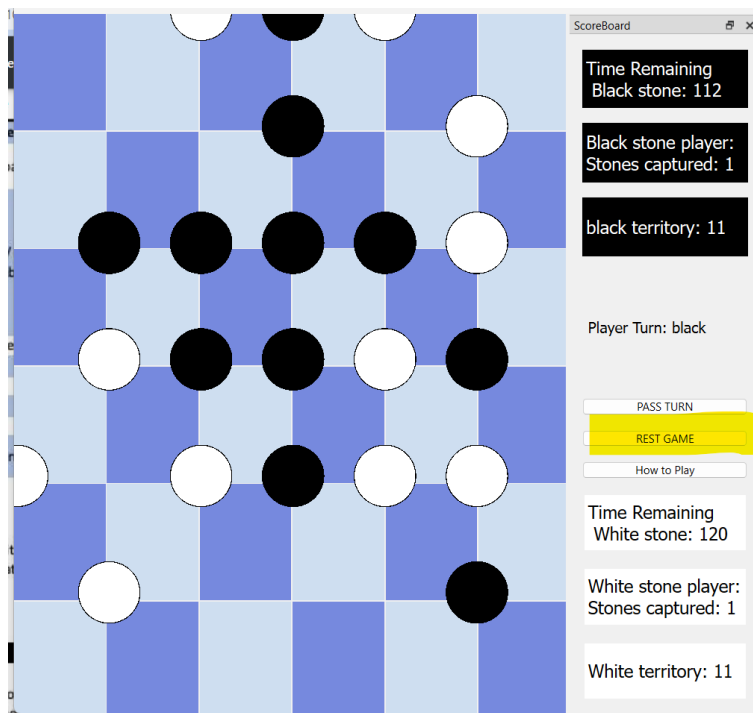 ScoreBoard
Time Remaining
Black stone: 112
Black stone player:
Stones captured: 1
black territory: 11
Player Turn: black
PASS TURN
REST GAME
How to Play
Time Remaining
White stone: 120
White stone player:
Stones captured: 1
White territory: 11